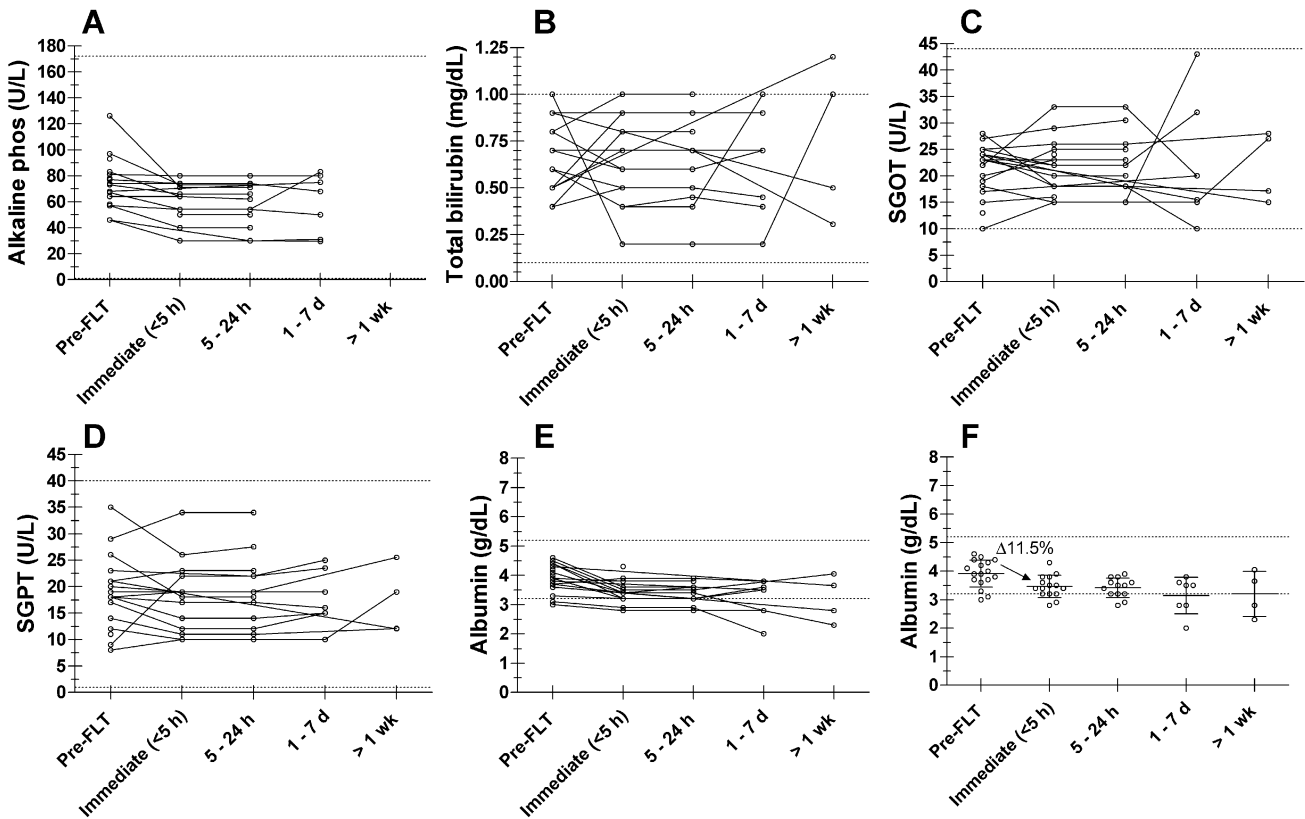 A
Alkaline phos (U/L)
180
160
140
120
100
80
60
40
20
0
Pre-FLT
Immediate (<5 h)
5 - 24 h
1 - 7 d
> 1 wk
B
Total bilirubin (mg/dL)
1.25
1.00
0.75
0.50
0.25
0.00
Pre-FLT
Immediate (<5 h)
5 - 24 h
1 - 7 d
> 1 wk
C
SGOT (U/L)
45
40
35
30
25
20
15
10
5
0
Pre-FLT
Immediate (<5 h)
5 - 24 h
1 - 7 d
> 1 wk
D
SGPT (U/L)
45
40
35
30
25
20
15
10
5
0
Pre-FLT
Immediate (<5 h)
5 - 24 h
1 - 7 d
> 1 wk
E
Albumin (g/dL)
8
7
6
5
4
3
2
1
0
Pre-FLT
Immediate (<5 h)
5 - 24 h
1 - 7 d
> 1 wk
F
Albumin (g/dL)
8
7
6
5
4
3
2
1
0
Δ11.5%
Pre-FLT
Immediate (<5 h)
5 - 24 h
1 - 7 d
> 1 wk